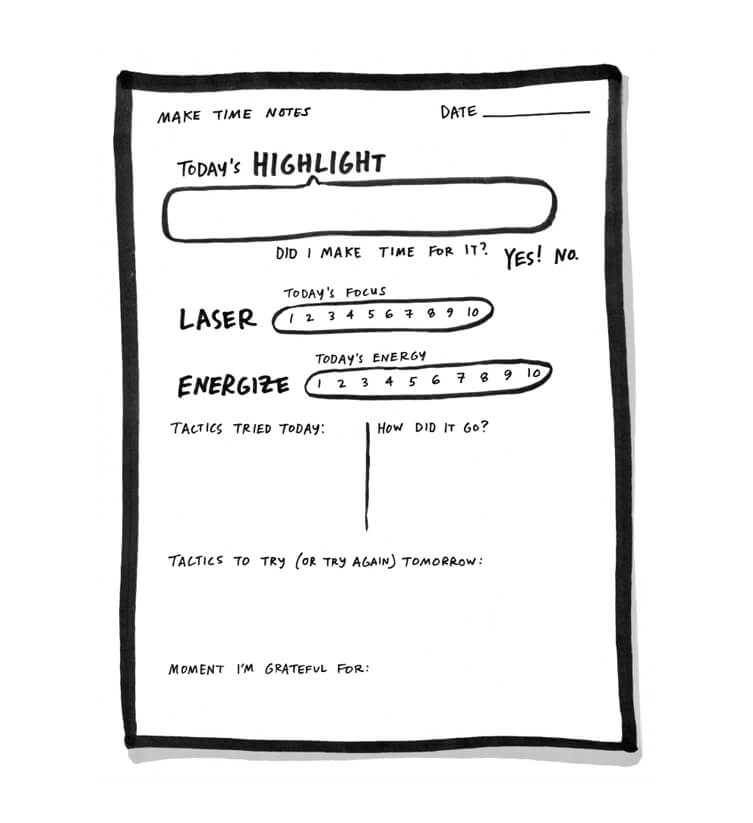 MAKE TIME NOTES DATE
TODAY'S HIGHLIGHT
DID I MAKE TIME FOR IT? YES! NO.
TODAY'S FOCUS
LASER 1 2 3 4 5 6 7 8 9 10
TODAY'S ENERGY
ENERGIZE 1 2 3 4 5 6 7 8 9 10
TACTICS TRIED TODAY: HOW DID IT GO?
TACTICS TO TRY (OR TRY AGAIN) TOMORROW:
MOMENT I'M GRATEFUL FOR: